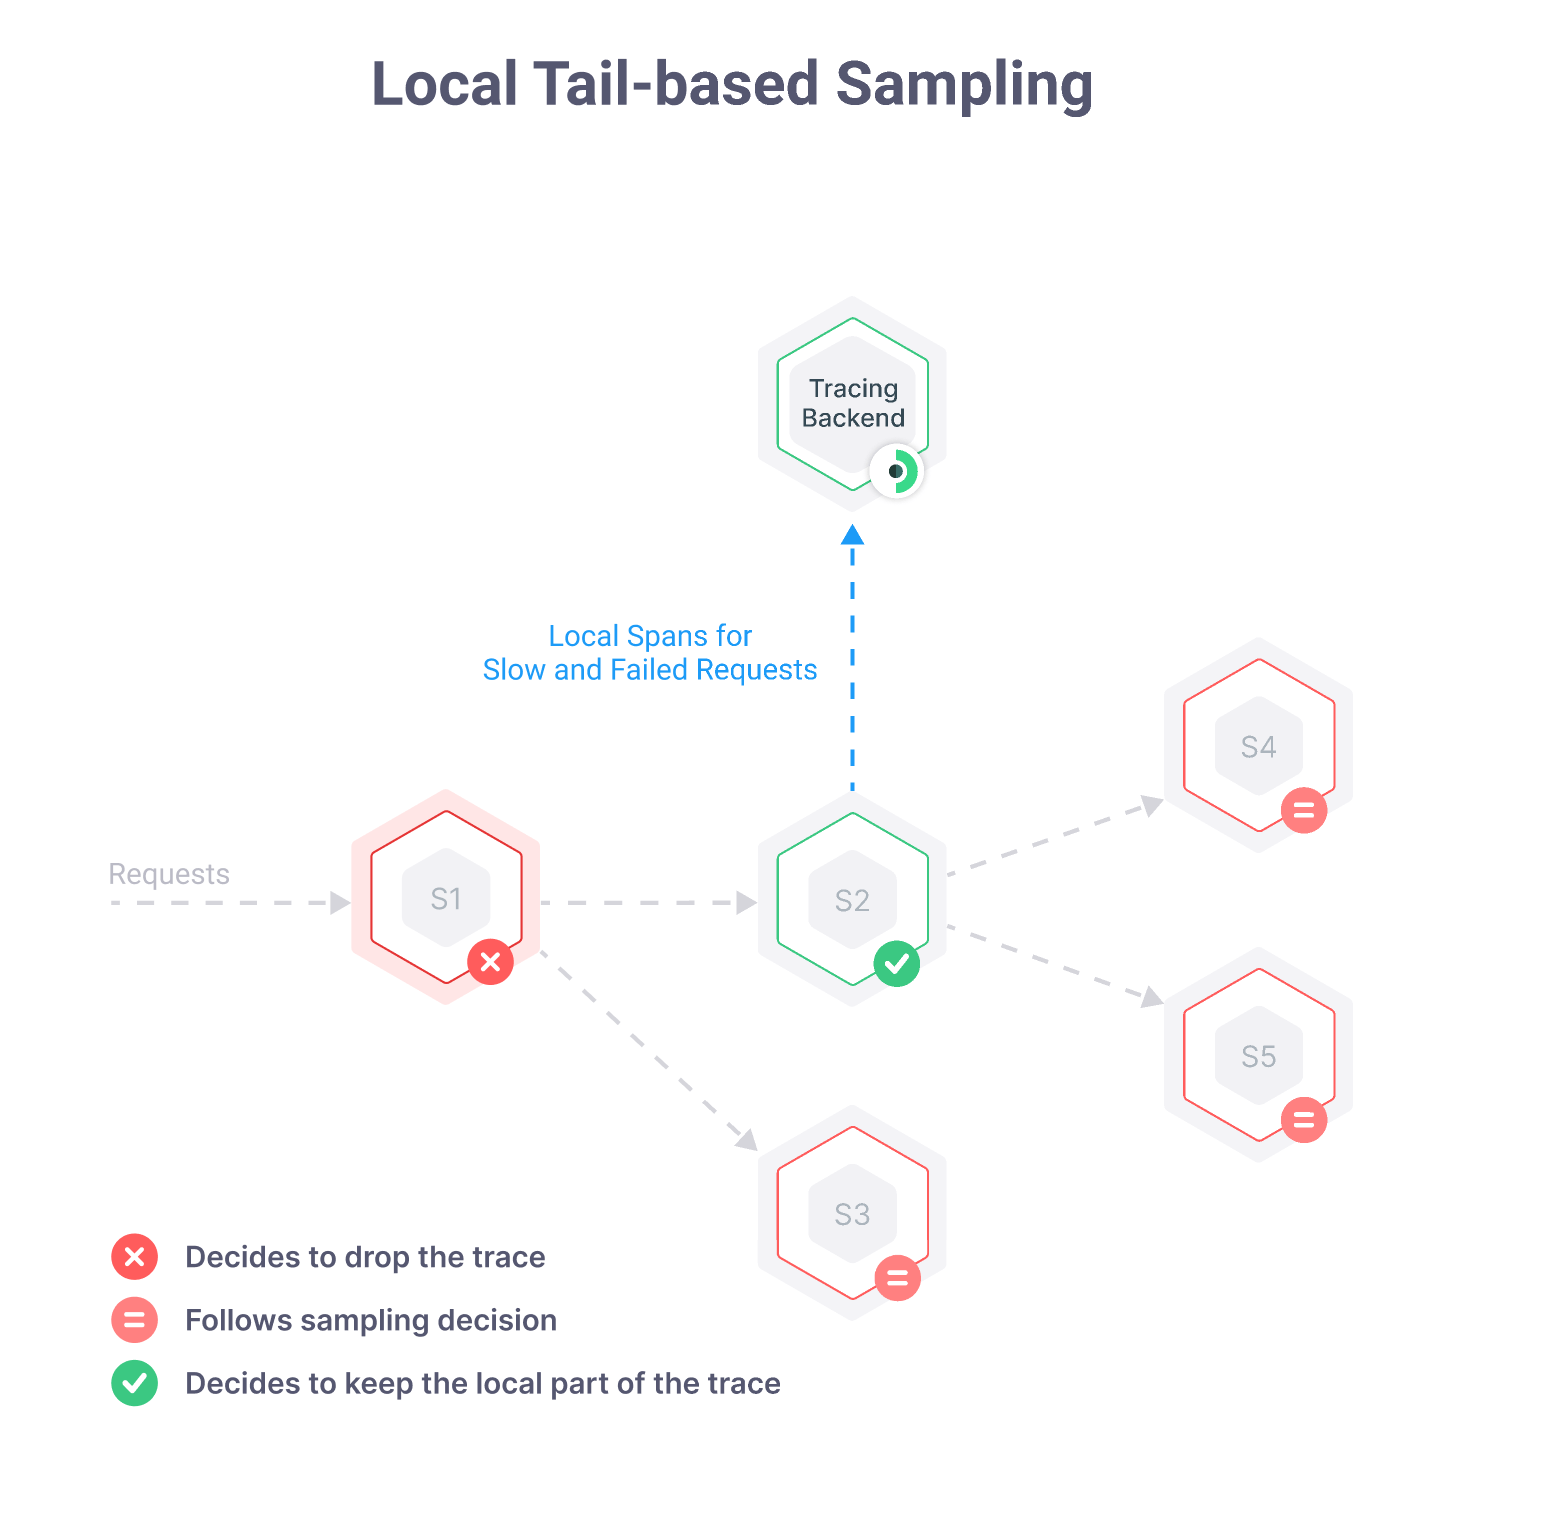 Local Tail-based Sampling
Tracing
Backend
Local Spans for
Slow and Failed Requests
S4
Requests
S1
S2
S5
S3
Decides to drop the trace
Follows sampling decision
Decides to keep the local part of the trace